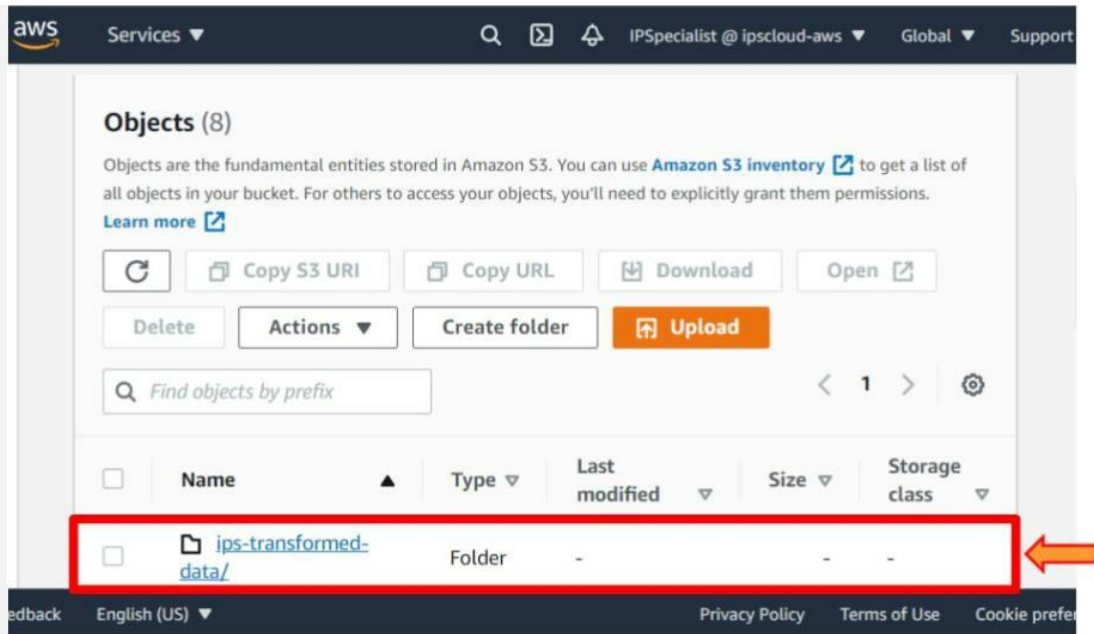 aws Services ▼ IPSpecialist @ ipscloud-aws ▼ Global ▼ Support
Objects (8)
Objects are the fundamental entities stored in Amazon S3. You can use Amazon S3 inventory to get a list of
all objects in your bucket. For others to access your objects, you'll need to explicitly grant them permissions.
Learn more
Copy S3 URI Copy URL Download Open
Delete Actions ▼ Create folder Upload
Find objects by prefix < 1 >
Name ▲ Type ▽ Last modified ▽ Size ▽ Storage class ▽
ips-transformed-
data/ Folder - - -
edback English (US) ▼ Privacy Policy Terms of Use Cookie prefer